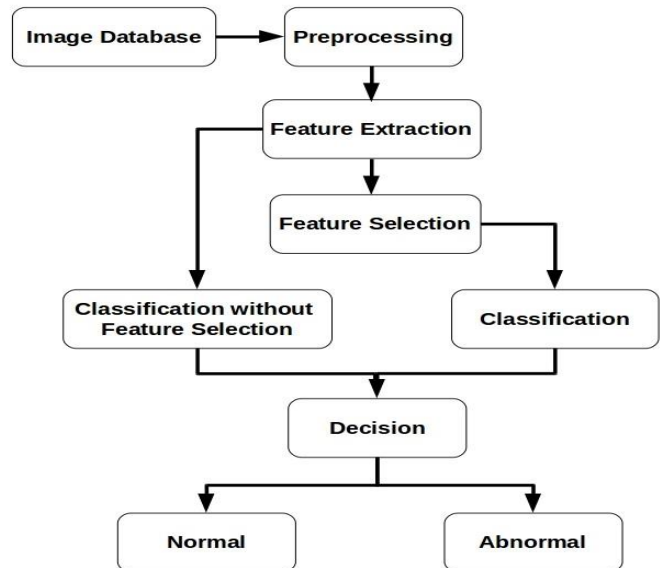 Image Database
Preprocessing
Feature Extraction
Feature Selection
Classification without
Feature Selection
Classification
Decision
Normal
Abnormal